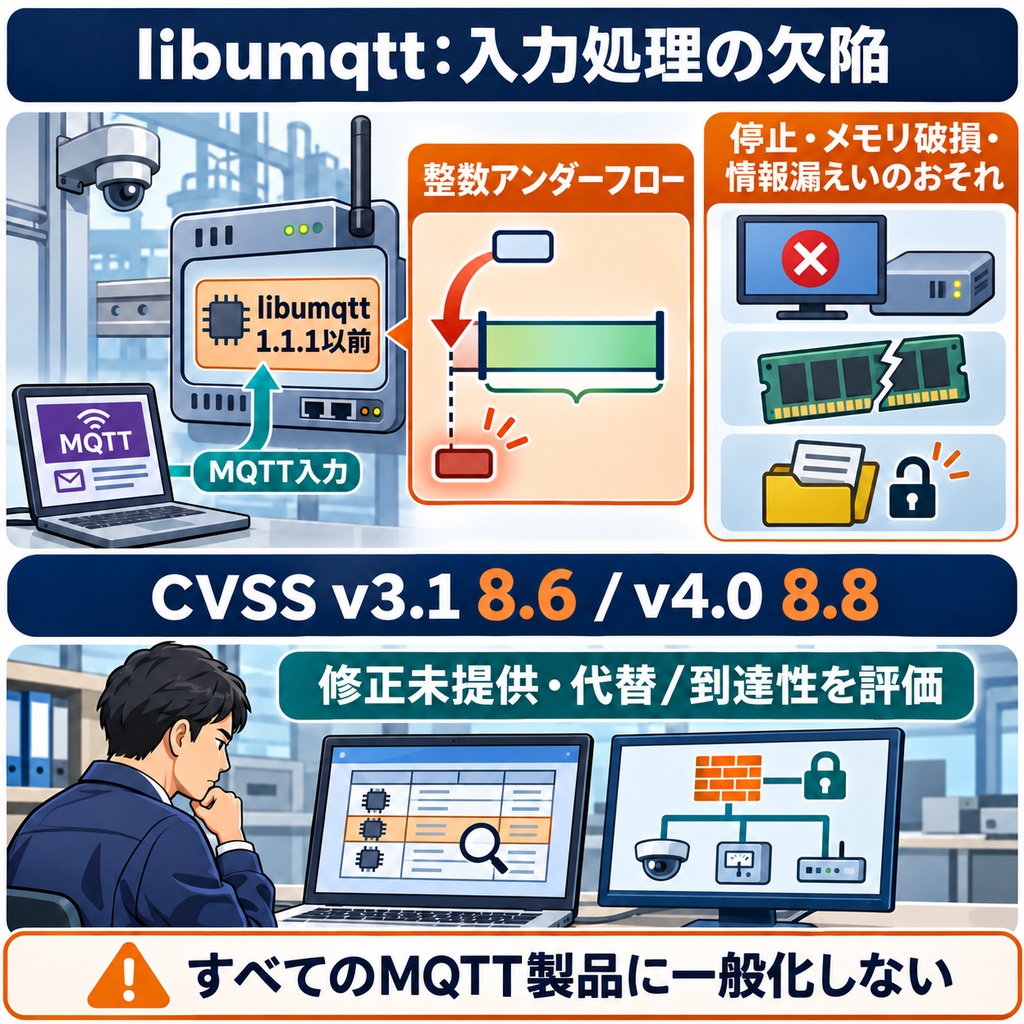 libumqtt：入力処理の欠陥
libumqtt
1.1.1以前
MQTT
MQTT入力
整数アンダーフロー
停止・メモリ破損・
情報漏えいのおそれ
CVSS v3.1 8.6 / v4.0 8.8
修正未提供・代替/到達性を評価
すべてのMQTT製品に一般化しない